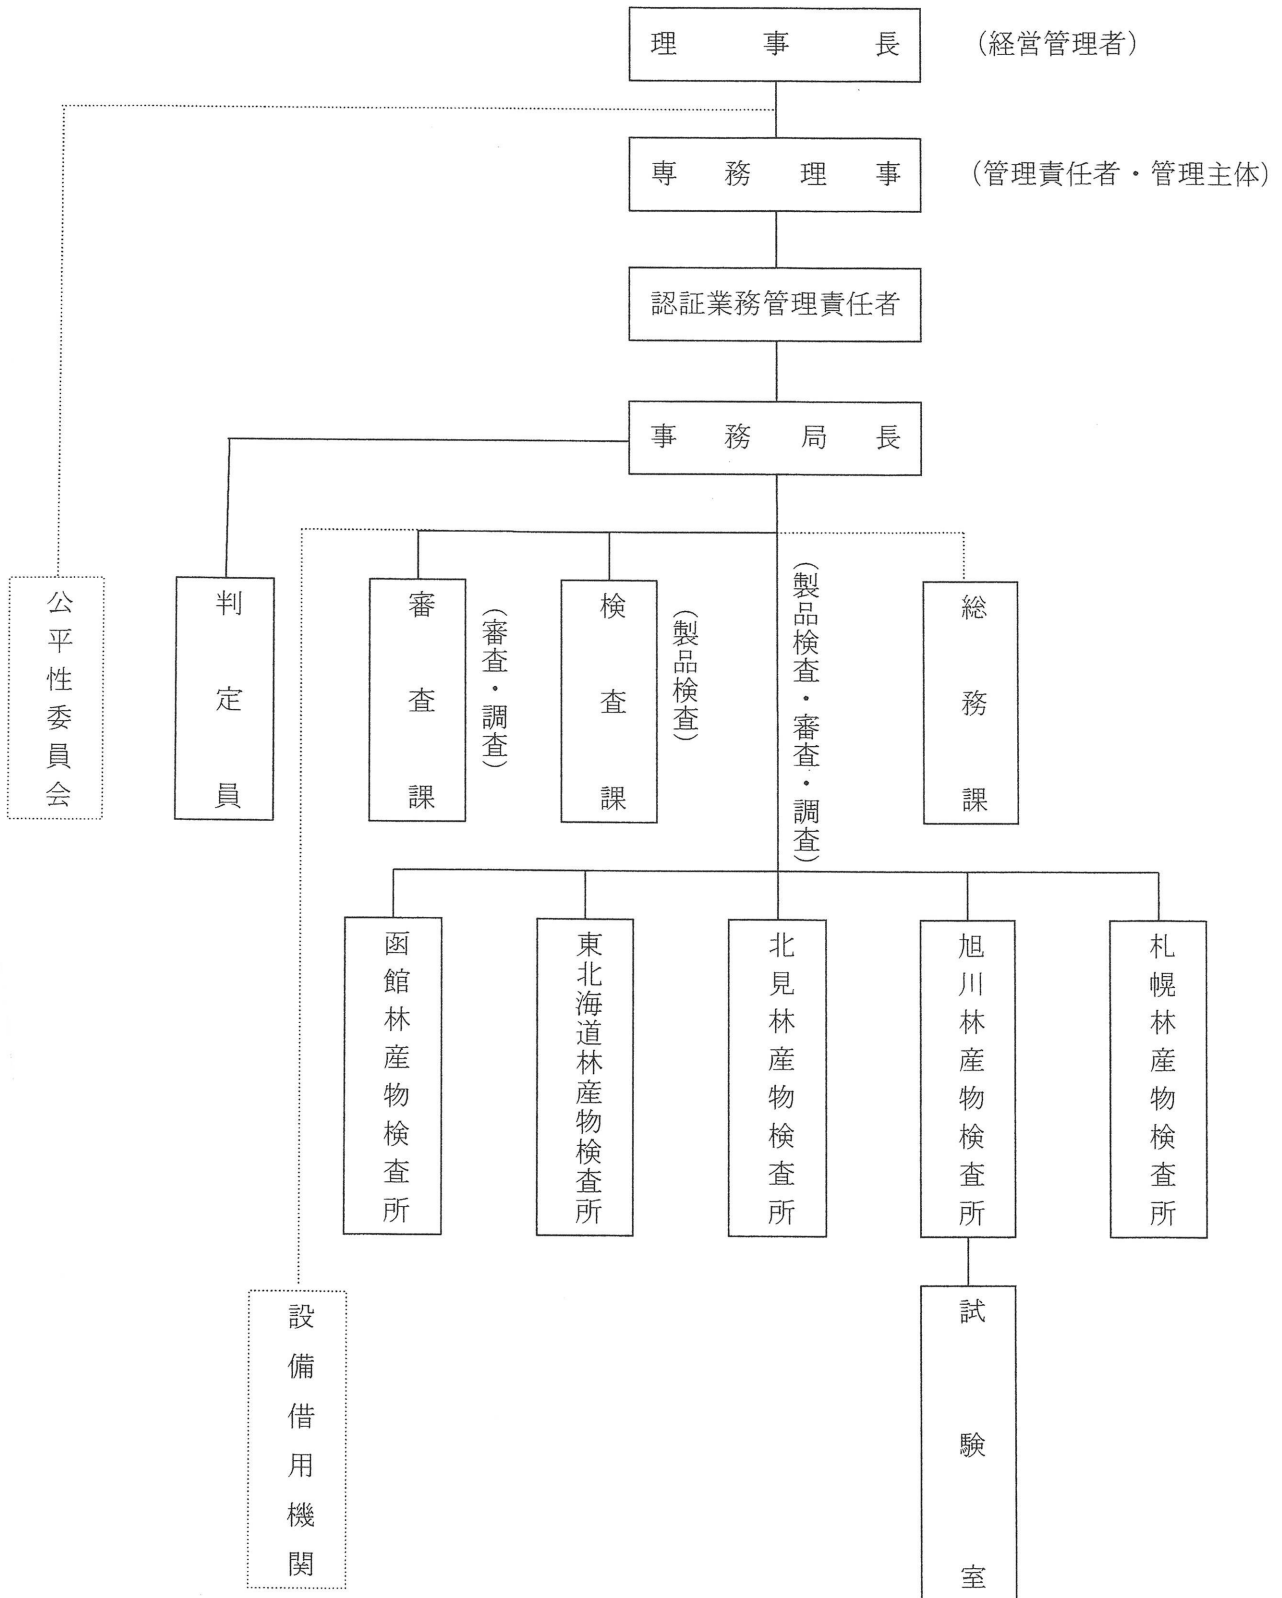 理事長
（経営管理者）
専務理事
（管理責任者・管理主体）
認証業務管理責任者
事務局長
公平性委員会
判定員
審査課
（審査・調査）
検査課
（製品検査）
（製品検査・審査・調査）
総務課
函館林産物検査所
東北海道林産物検査所
北見林産物検査所
旭川林産物検査所
札幌林産物検査所
設備借用機関
試験室